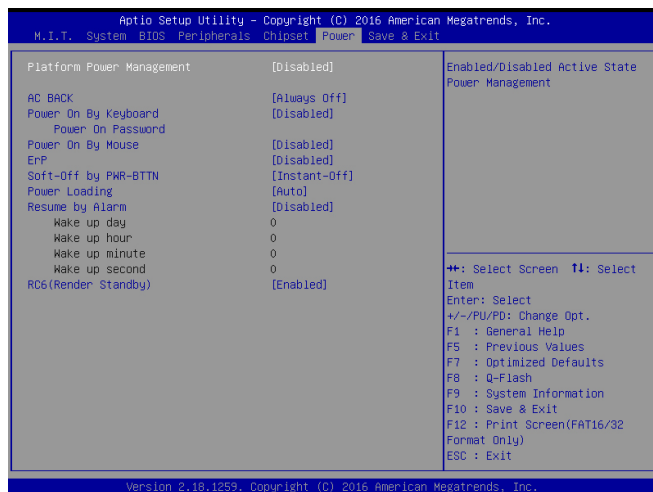 Aptio Setup Utility – Copyright (C) 2016 American Megatrends, Inc.
M.I.T. System BIOS Peripherals Chipset Power Save & Exit
Platform Power Management [Disabled]
AC BACK [Always Off]
Power On By Keyboard [Disabled]
Power On Password
Power On By Mouse [Disabled]
ErP [Disabled]
Soft-Off by PWR-BTTN [Instant-Off]
Power Loading [Auto]
Resume by Alarm [Disabled]
Wake up day 0
Wake up hour 0
Wake up minute 0
Wake up second 0
RC6(Render Standby) [Enabled]
Enabled/Disabled Active State
Power Management
→←: Select Screen ↑↓: Select
Item
Enter: Select
+/-/PU/PD: Change Opt.
F1 : General Help
F5 : Previous Values
F7 : Optimized Defaults
F8 : Q-Flash
F9 : System Information
F10 : Save & Exit
F12 : Print Screen(FAT16/32
Format Only)
ESC : Exit
Version 2.18.1259. Copyright (C) 2016 American Megatrends, Inc.